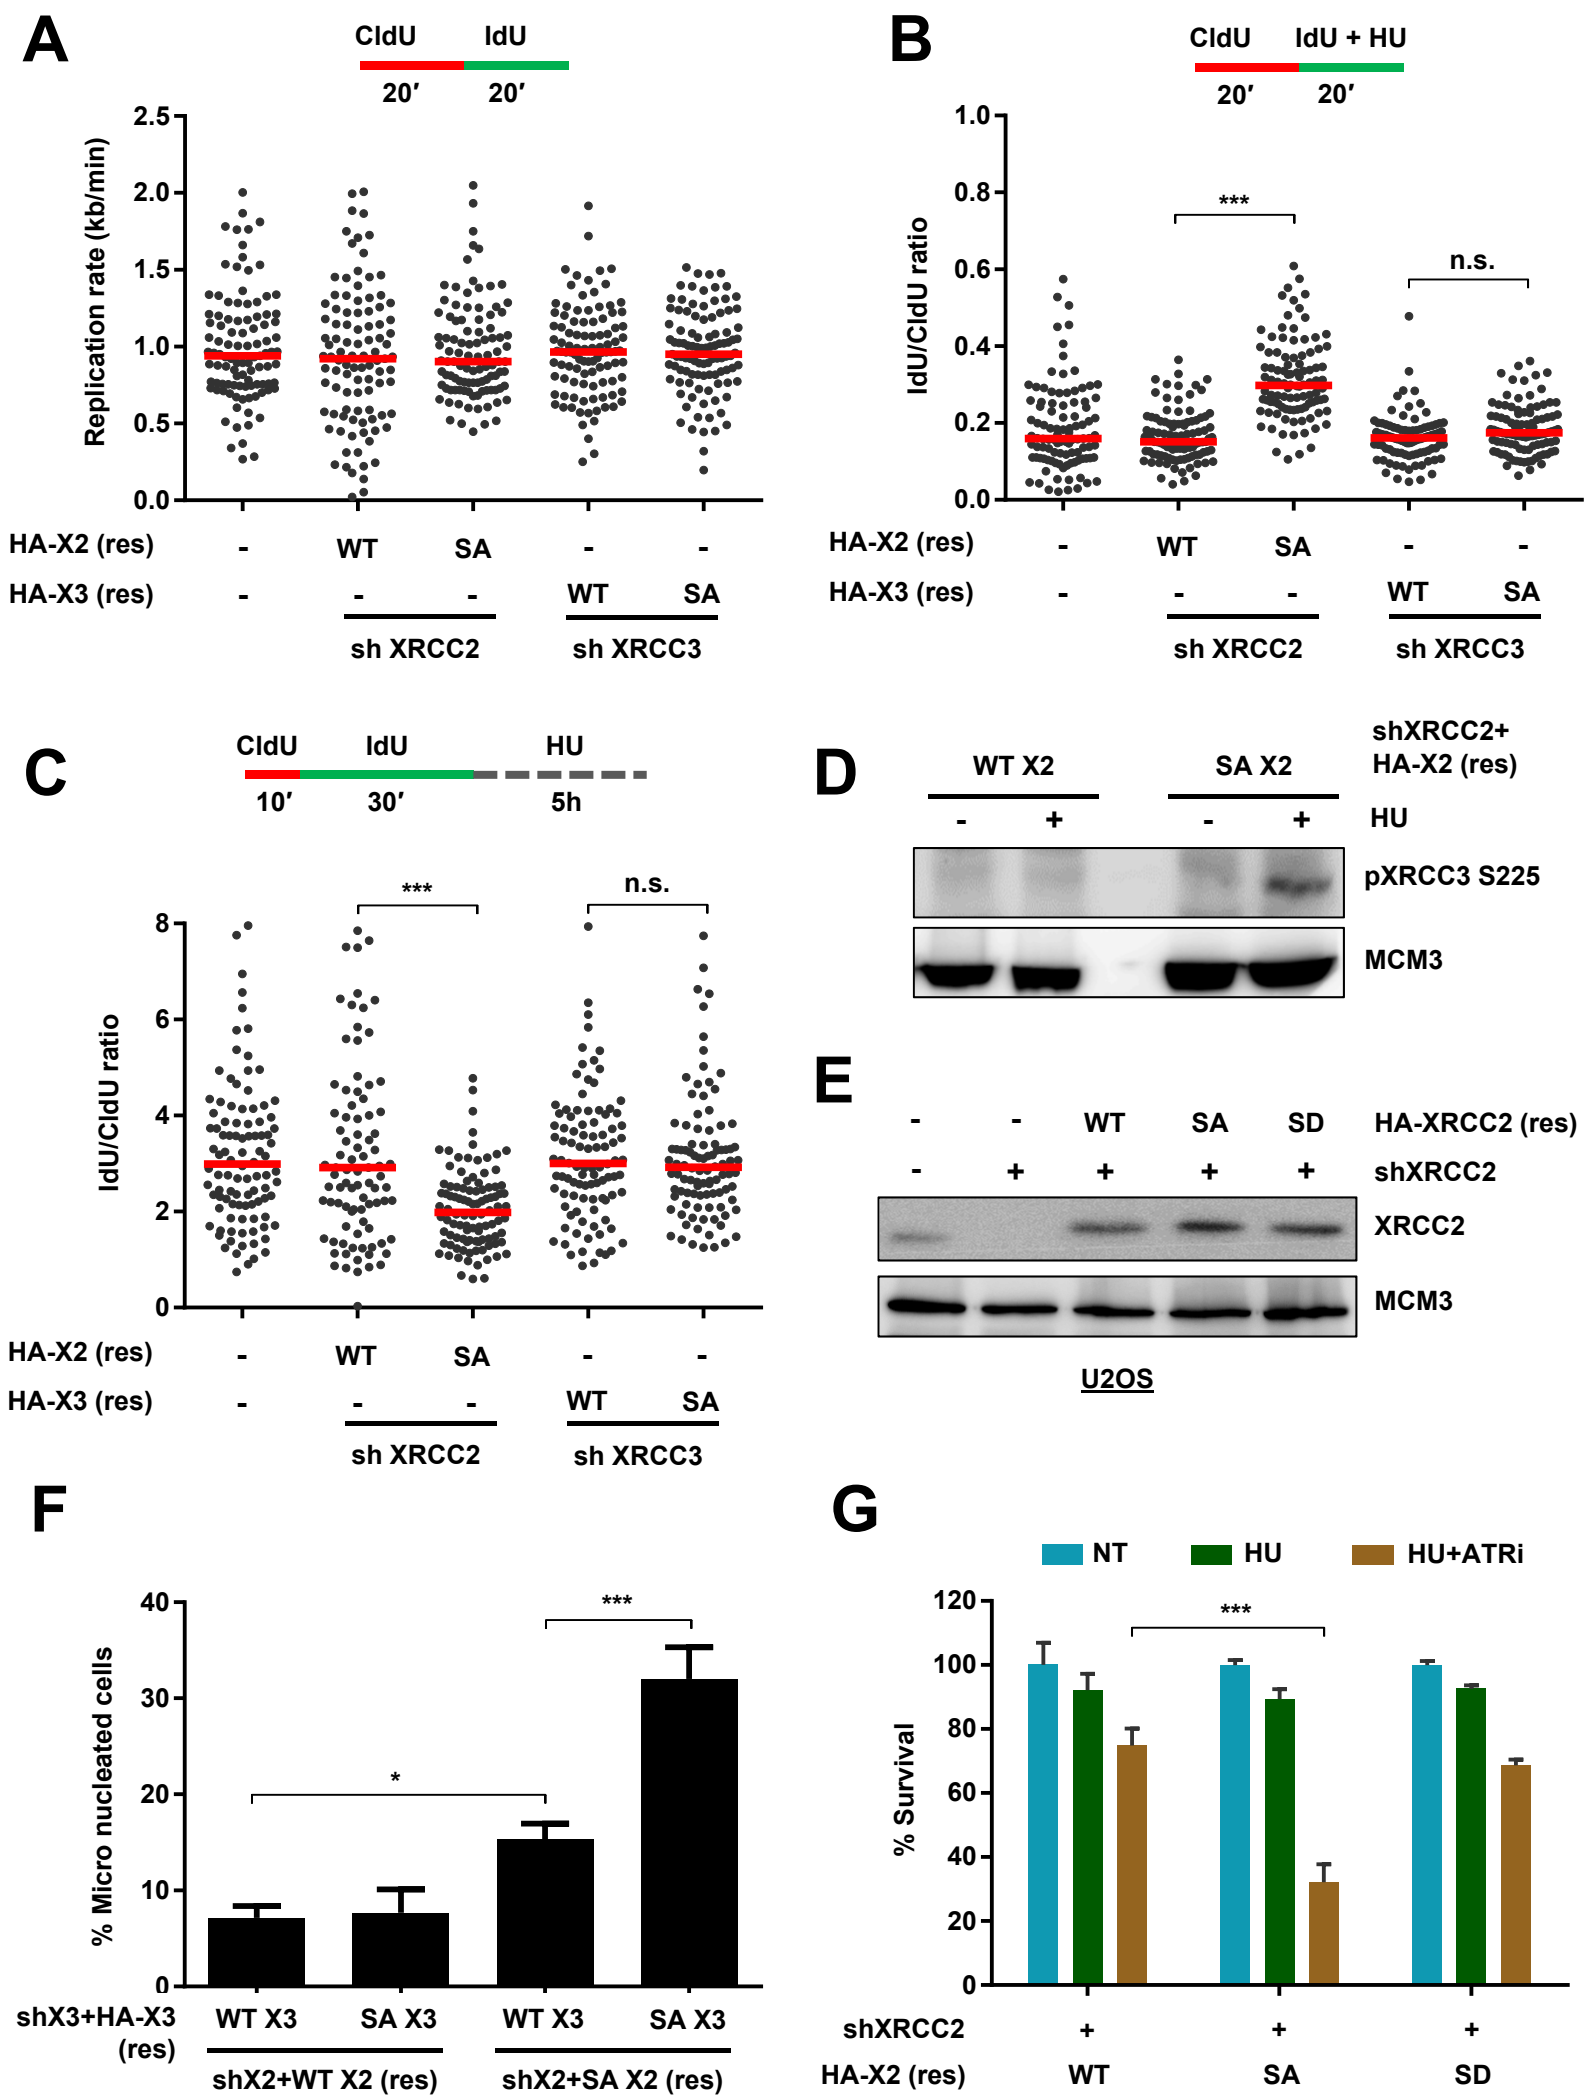 A
CldU IdU
20′ 20′
Replication rate (kb/min)
2.5
2.0
1.5
1.0
0.5
0.0
HA-X2 (res) - WT SA - -
HA-X3 (res) - - - WT SA
sh XRCC2 sh XRCC3
B
CldU IdU + HU
20′ 20′
IdU/CldU ratio
1.0
0.8
0.6
0.4
0.2
0.0
***
n.s.
HA-X2 (res) - WT SA - -
HA-X3 (res) - - - WT SA
sh XRCC2 sh XRCC3
C
CldU IdU HU
10′ 30′ 5h
IdU/CldU ratio
8
6
4
2
0
***
n.s.
HA-X2 (res) - WT SA - -
HA-X3 (res) - - - WT SA
sh XRCC2 sh XRCC3
D
WT X2 SA X2 shXRCC2+
HA-X2 (res)
- + - + HU
pXRCC3 S225
MCM3
E
- - WT SA SD HA-XRCC2 (res)
- + + + + shXRCC2
XRCC2
MCM3
U2OS
F
% Micro nucleated cells
40
30
20
10
0
*
***
shX3+HA-X3 WT X3 SA X3 WT X3 SA X3
(res)
shX2+WT X2 (res) shX2+SA X2 (res)
G
NT HU HU+ATRi
% Survival
120
100
80
60
40
20
0
***
shXRCC2 + + +
HA-X2 (res) WT SA SD